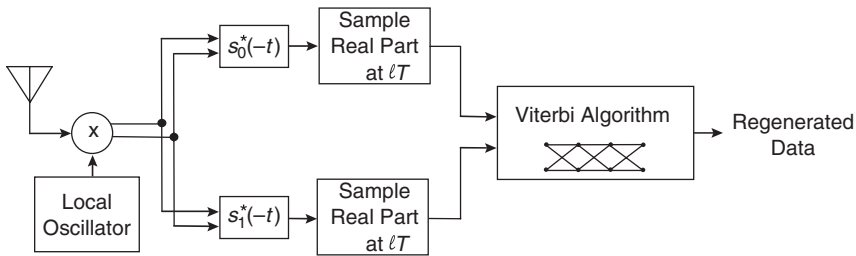 Sample
Real Part
at ℓT
s₀*(−t)
x
Local
Oscillator
Viterbi Algorithm
Regenerated
Data
s₁*(−t)
Sample
Real Part
at ℓT